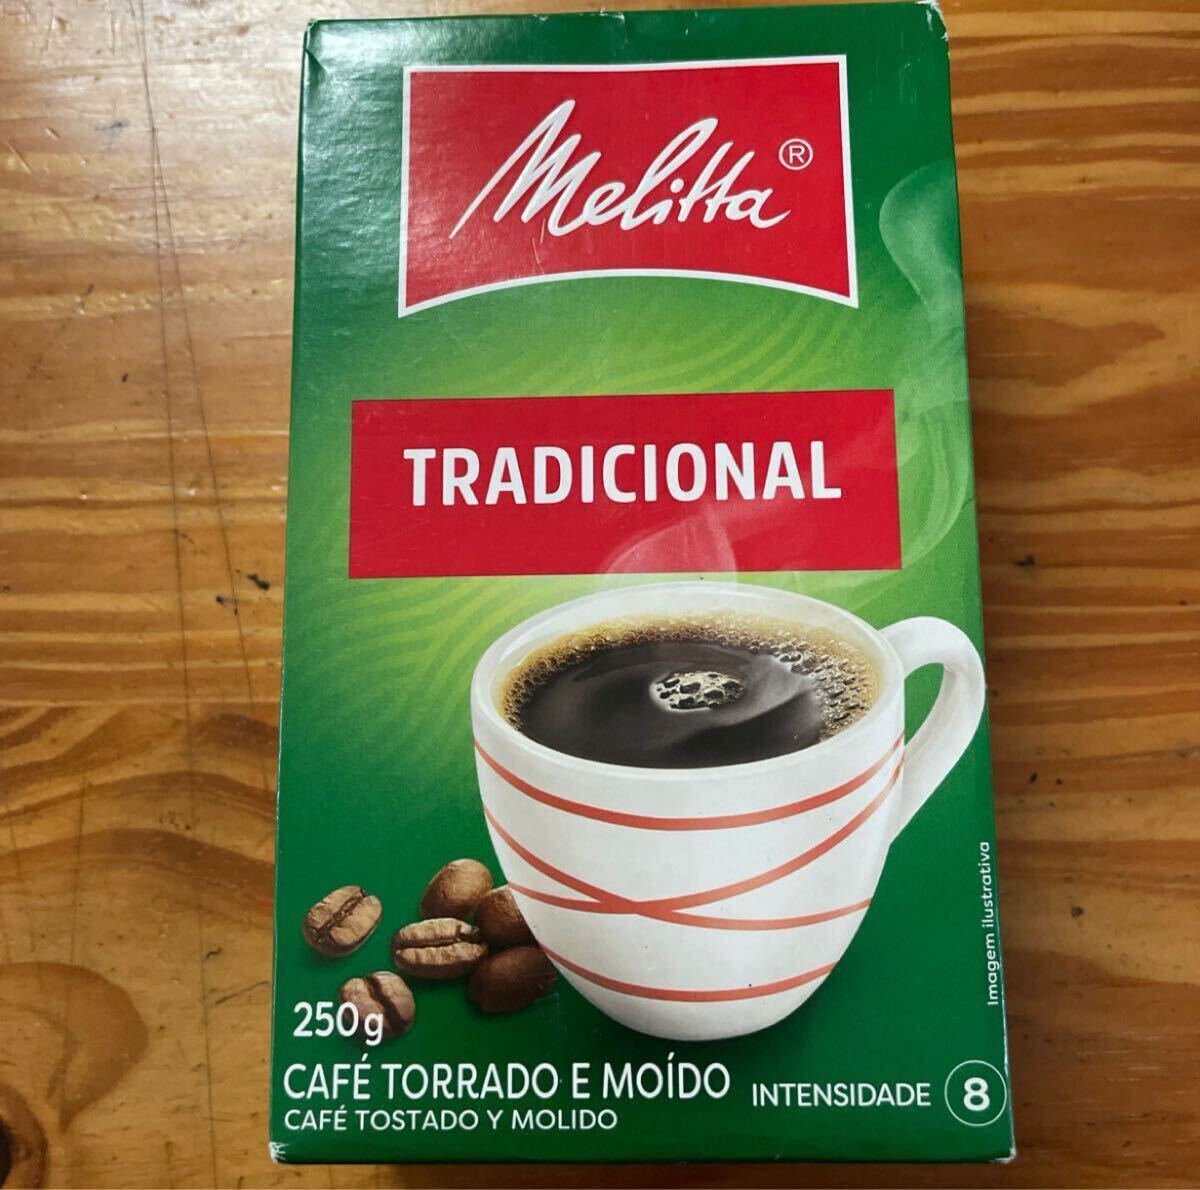 Melitta®
TRADICIONAL
Imagem ilustrativa
250g
CAFÉ TORRADO E MOÍDO
CAFÉ TOSTADO Y MOLIDO
INTENSIDADE 8